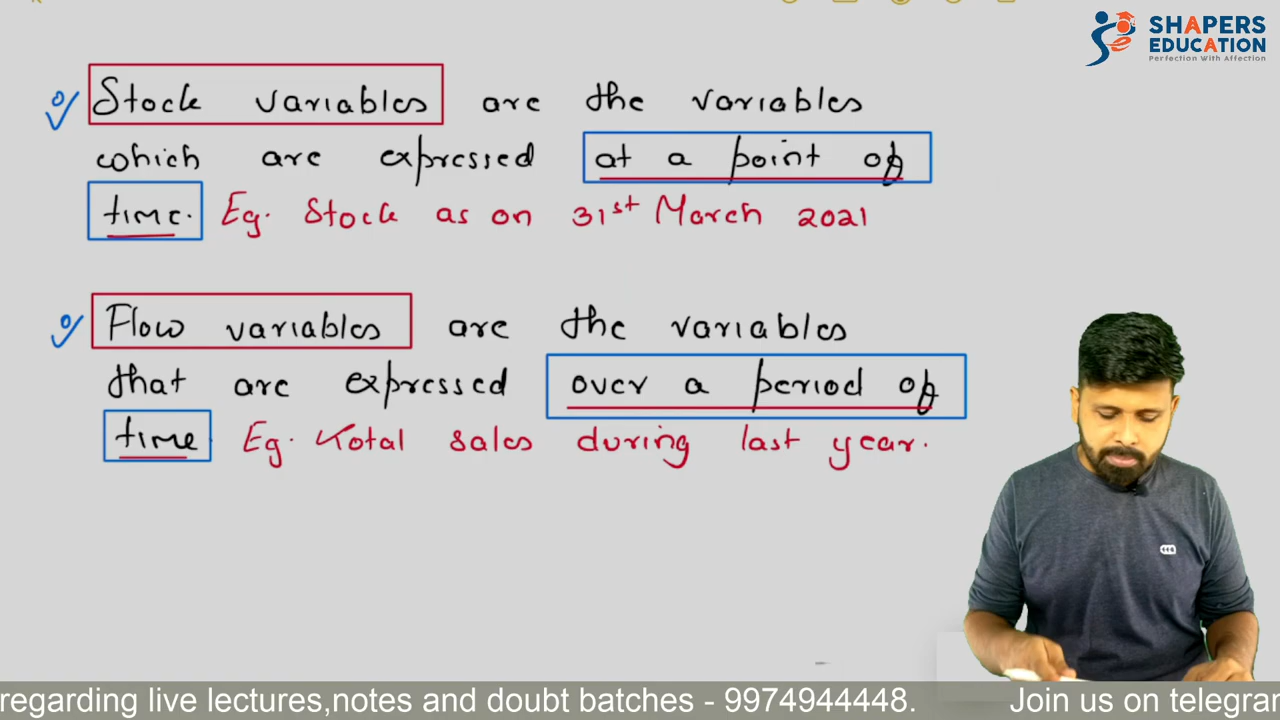 SHAPERS
EDUCATION
Perfection With Affection
Stock variables are the variables
which are expressed at a point of
time. Eg. Stock as on 31st March 2021
Flow variables are the variables
that are expressed over a period of
time Eg. Total sales during last year.
regarding live lectures,notes and doubt batches - 9974944448. Join us on telegram